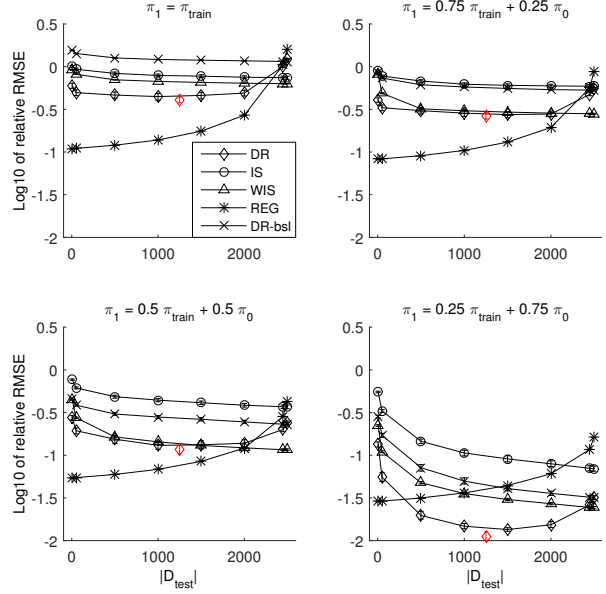 π1 = πtrain
Log10 of relative RMSE
0.5
0
-0.5
-1
-1.5
-2
0 1000 2000
DR
IS
WIS
REG
DR-bsl
π1 = 0.75 πtrain + 0.25 π0
0.5
0
-0.5
-1
-1.5
-2
0 1000 2000
π1 = 0.5 πtrain + 0.5 π0
Log10 of relative RMSE
0.5
0
-0.5
-1
-1.5
-2
0 1000 2000
|Dtest|
π1 = 0.25 πtrain + 0.75 π0
0.5
0
-0.5
-1
-1.5
-2
0 1000 2000
|Dtest|